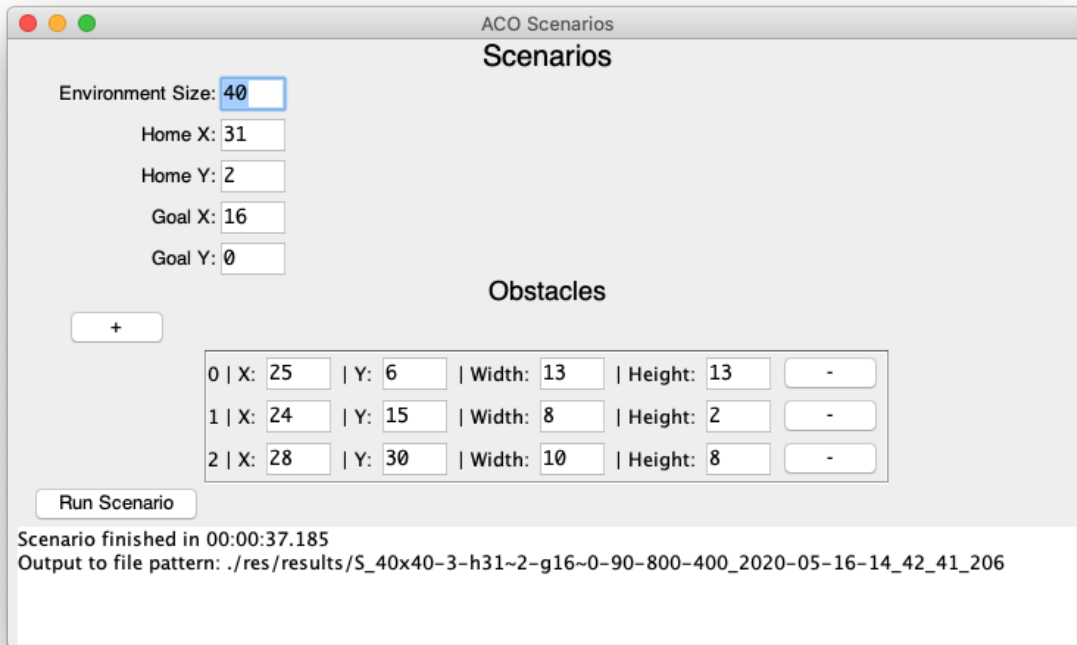 ACO Scenarios
Scenarios
Environment Size: 40
Home X: 31
Home Y: 2
Goal X: 16
Goal Y: 0
Obstacles
+
0 | X: 25 | Y: 6 | Width: 13 | Height: 13 -
1 | X: 24 | Y: 15 | Width: 8 | Height: 2 -
2 | X: 28 | Y: 30 | Width: 10 | Height: 8 -
Run Scenario
Scenario finished in 00:00:37.185
Output to file pattern: ./res/results/S_40x40-3-h31~2-g16~0-90-800-400_2020-05-16-14_42_41_206